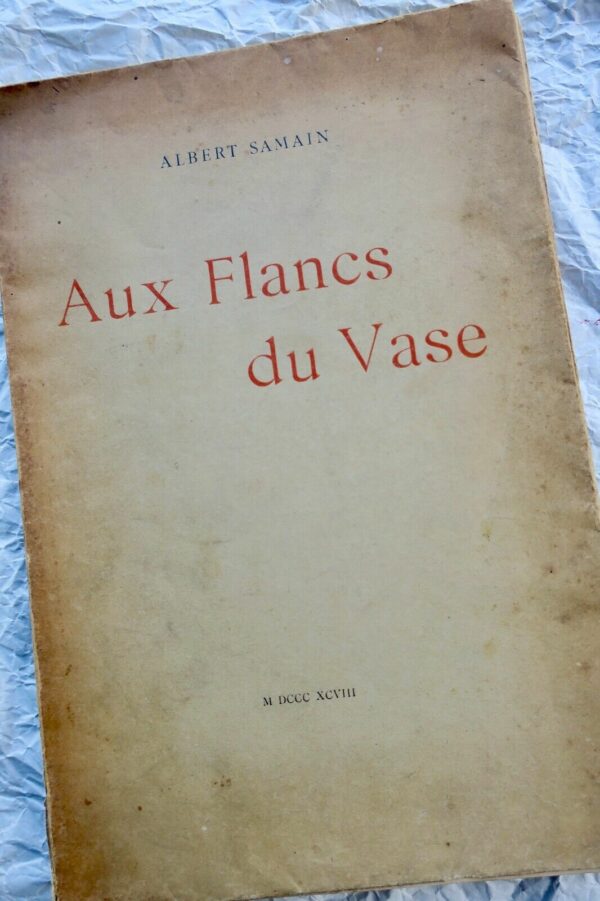 ALBERT SAMAIN
Aux Flancs
du Vase
M DCCC XCVIII